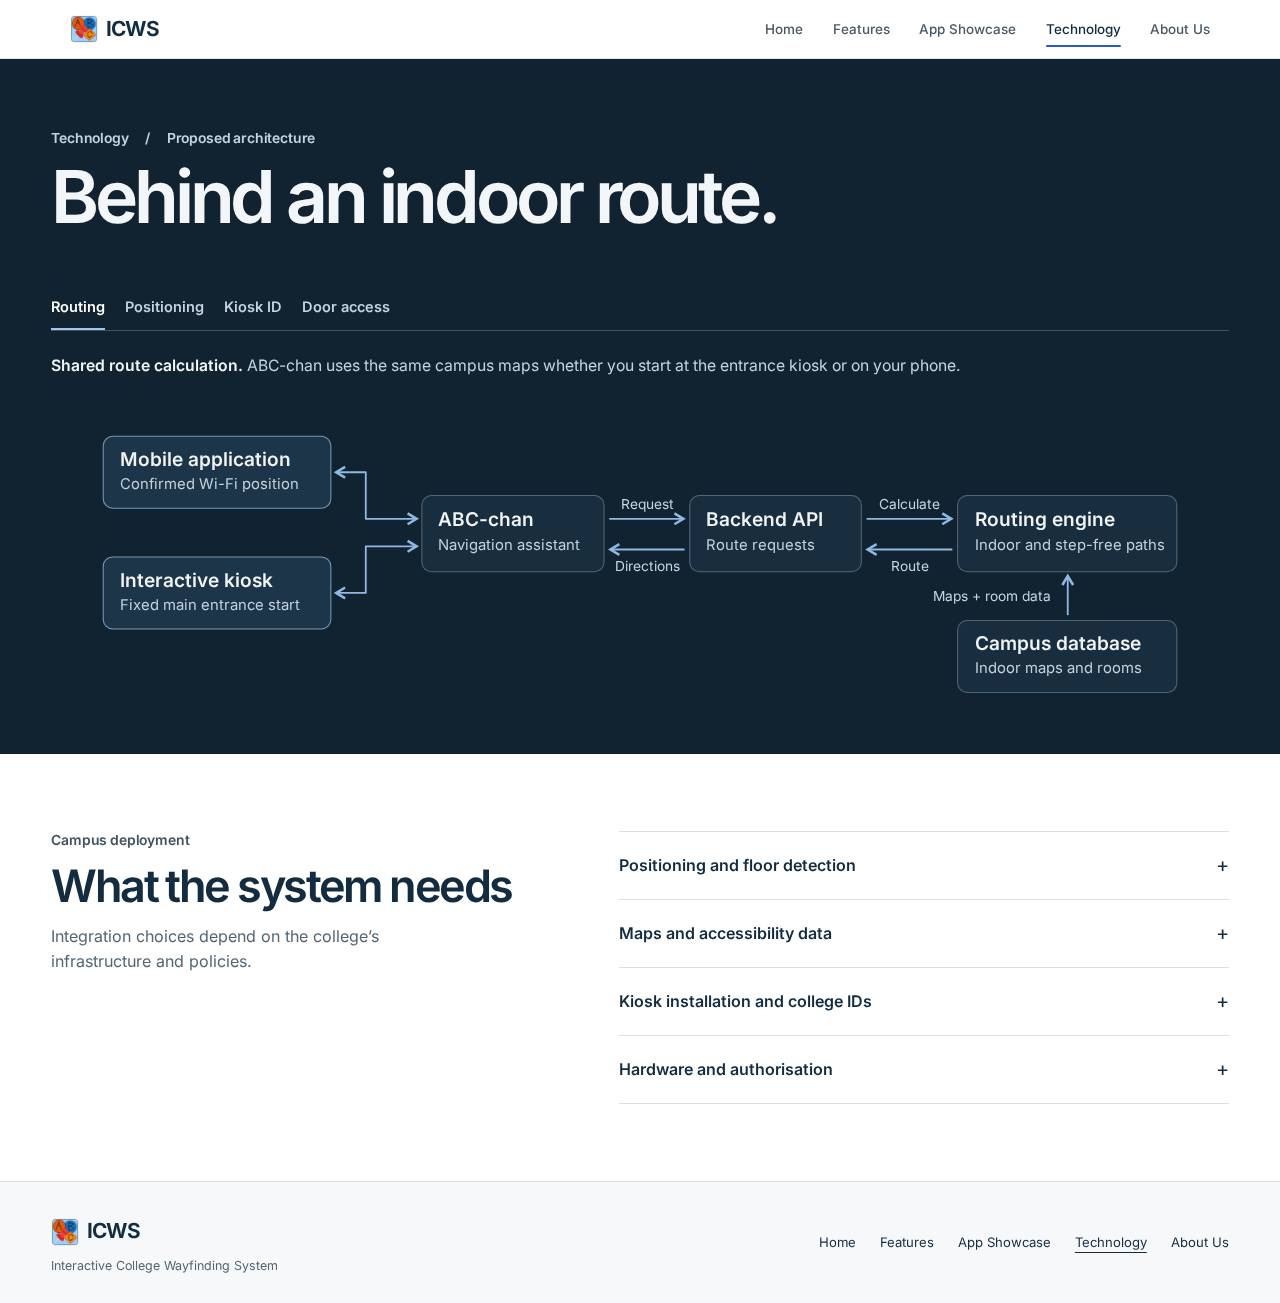 ICWS
Home Features App Showcase Technology About Us
Technology / Proposed architecture
Behind an indoor route.
Routing Positioning Kiosk ID Door access
Shared route calculation. ABC-chan uses the same campus maps whether you start at the entrance kiosk or on your phone.
Mobile application
Confirmed Wi-Fi position
Interactive kiosk
Fixed main entrance start
ABC-chan
Navigation assistant
Request
Directions
Backend API
Route requests
Calculate
Route
Routing engine
Indoor and step-free paths
Maps + room data
Campus database
Indoor maps and rooms
Campus deployment
What the system needs
Integration choices depend on the college’s
infrastructure and policies.
Positioning and floor detection +
Maps and accessibility data +
Kiosk installation and college IDs +
Hardware and authorisation +
ICWS
Interactive College Wayfinding System
Home Features App Showcase Technology About Us